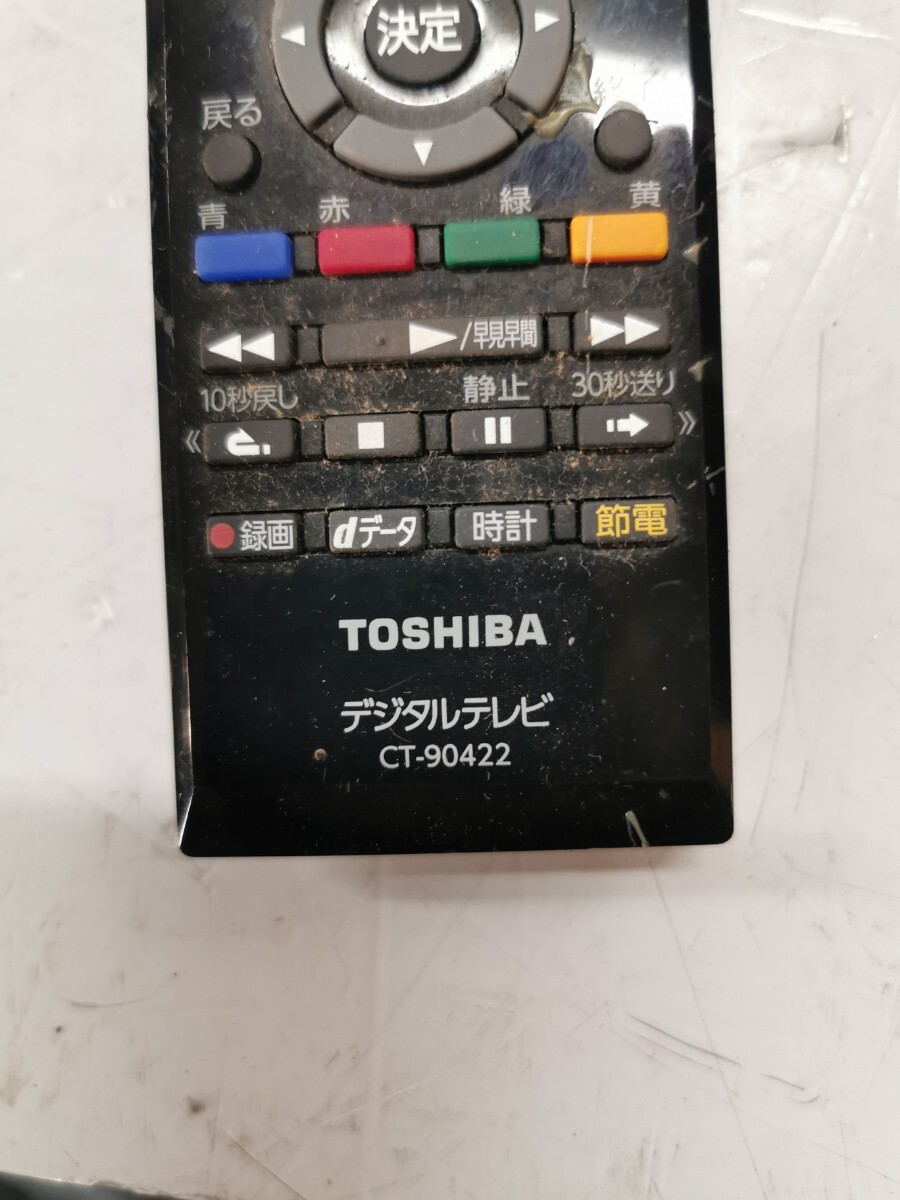 決定
戻る
青 赤 緑 黄
/早見早聞
10秒戻し 静止 30秒送り
録画 dデータ 時計 節電
TOSHIBA
デジタルテレビ
CT-90422